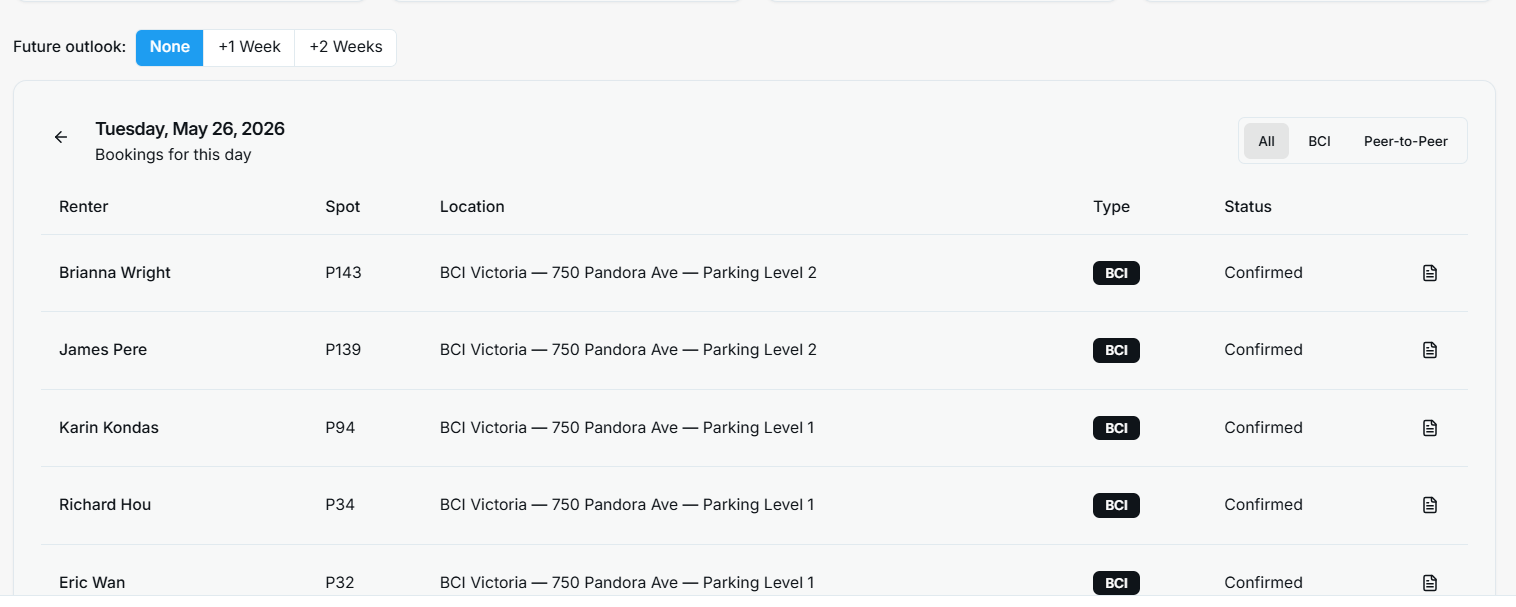 Future outlook: None +1 Week +2 Weeks
Tuesday, May 26, 2026
Bookings for this day
All BCI Peer-to-Peer
Renter Spot Location Type Status
Brianna Wright P143 BCI Victoria — 750 Pandora Ave — Parking Level 2 BCI Confirmed
James Pere P139 BCI Victoria — 750 Pandora Ave — Parking Level 2 BCI Confirmed
Karin Kondas P94 BCI Victoria — 750 Pandora Ave — Parking Level 1 BCI Confirmed
Richard Hou P34 BCI Victoria — 750 Pandora Ave — Parking Level 1 BCI Confirmed
Eric Wan P32 BCI Victoria — 750 Pandora Ave — Parking Level 1 BCI Confirmed